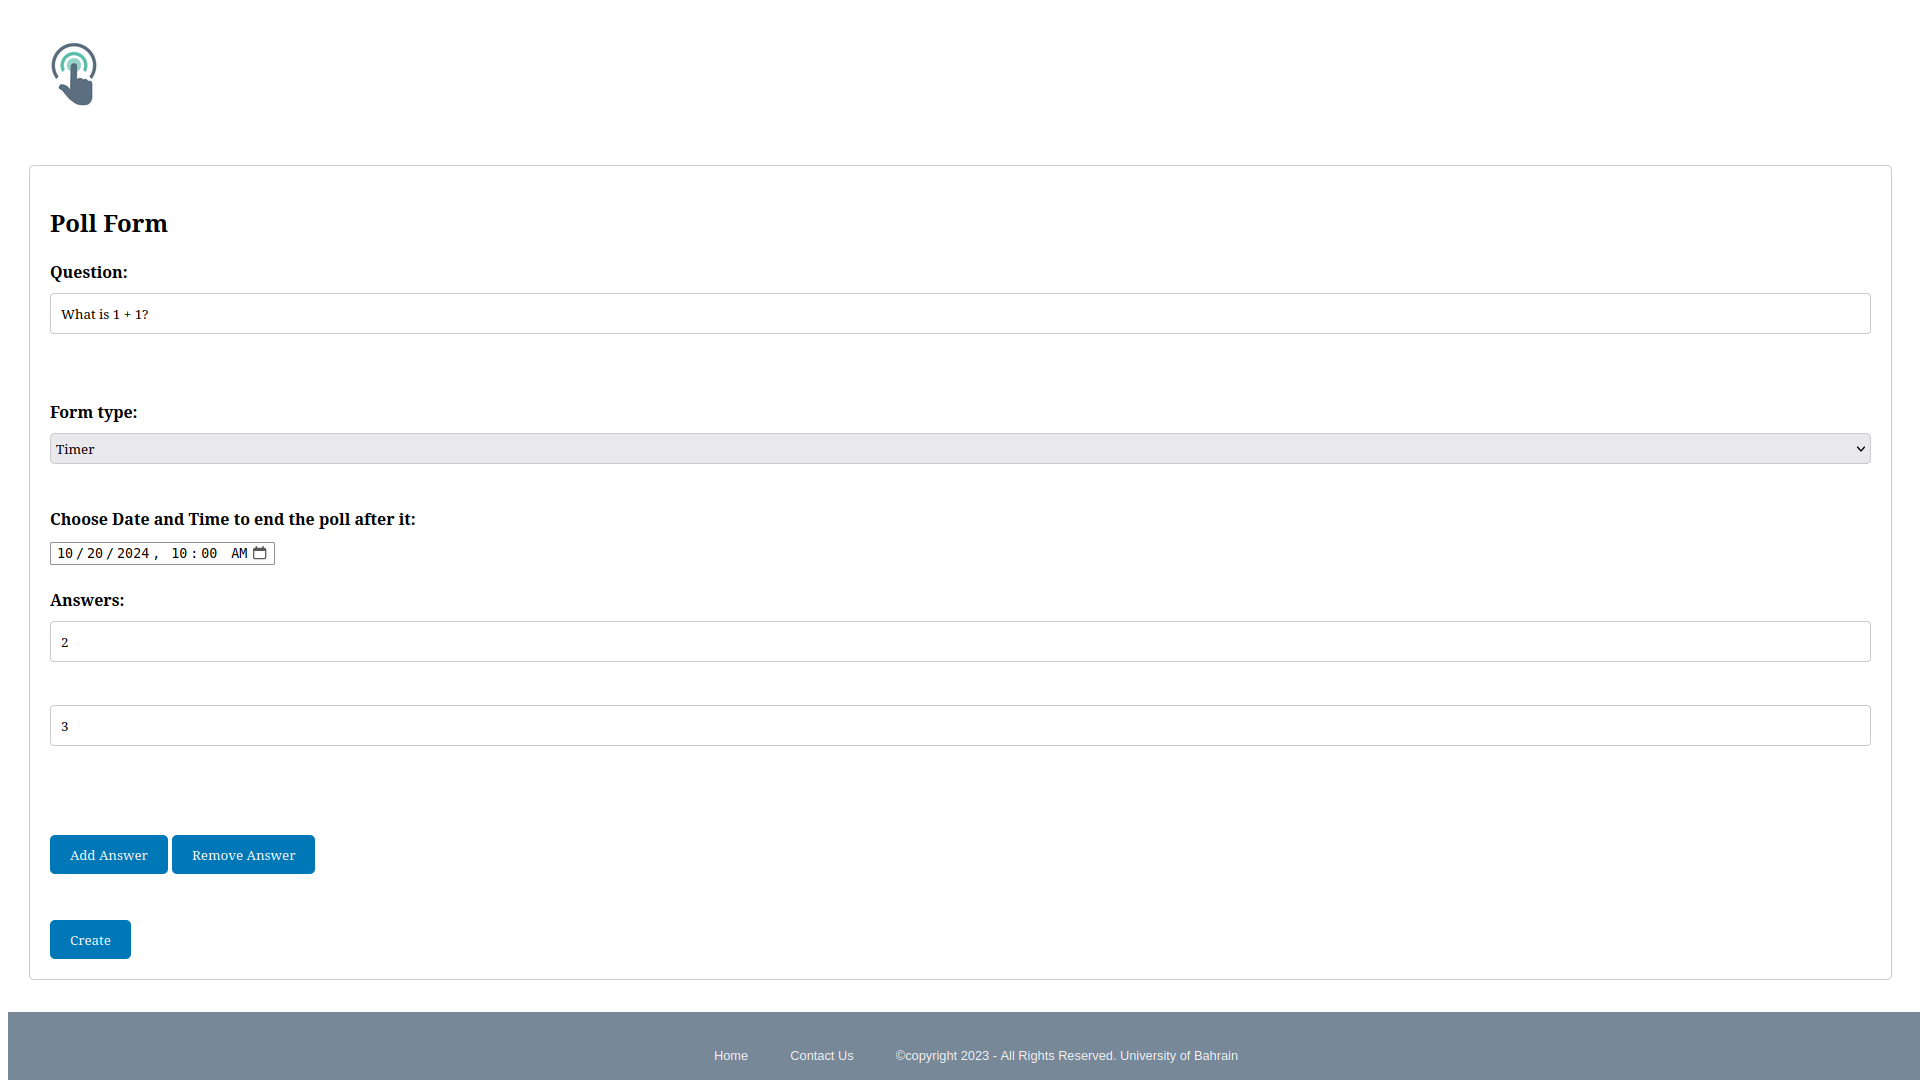 Poll Form
Question:
What is 1 + 1?
Form type:
Timer
Choose Date and Time to end the poll after it:
10/20/2024, 10:00 AM
Answers:
2
3
Add Answer Remove Answer
Create
Home Contact Us ©copyright 2023 - All Rights Reserved. University of Bahrain